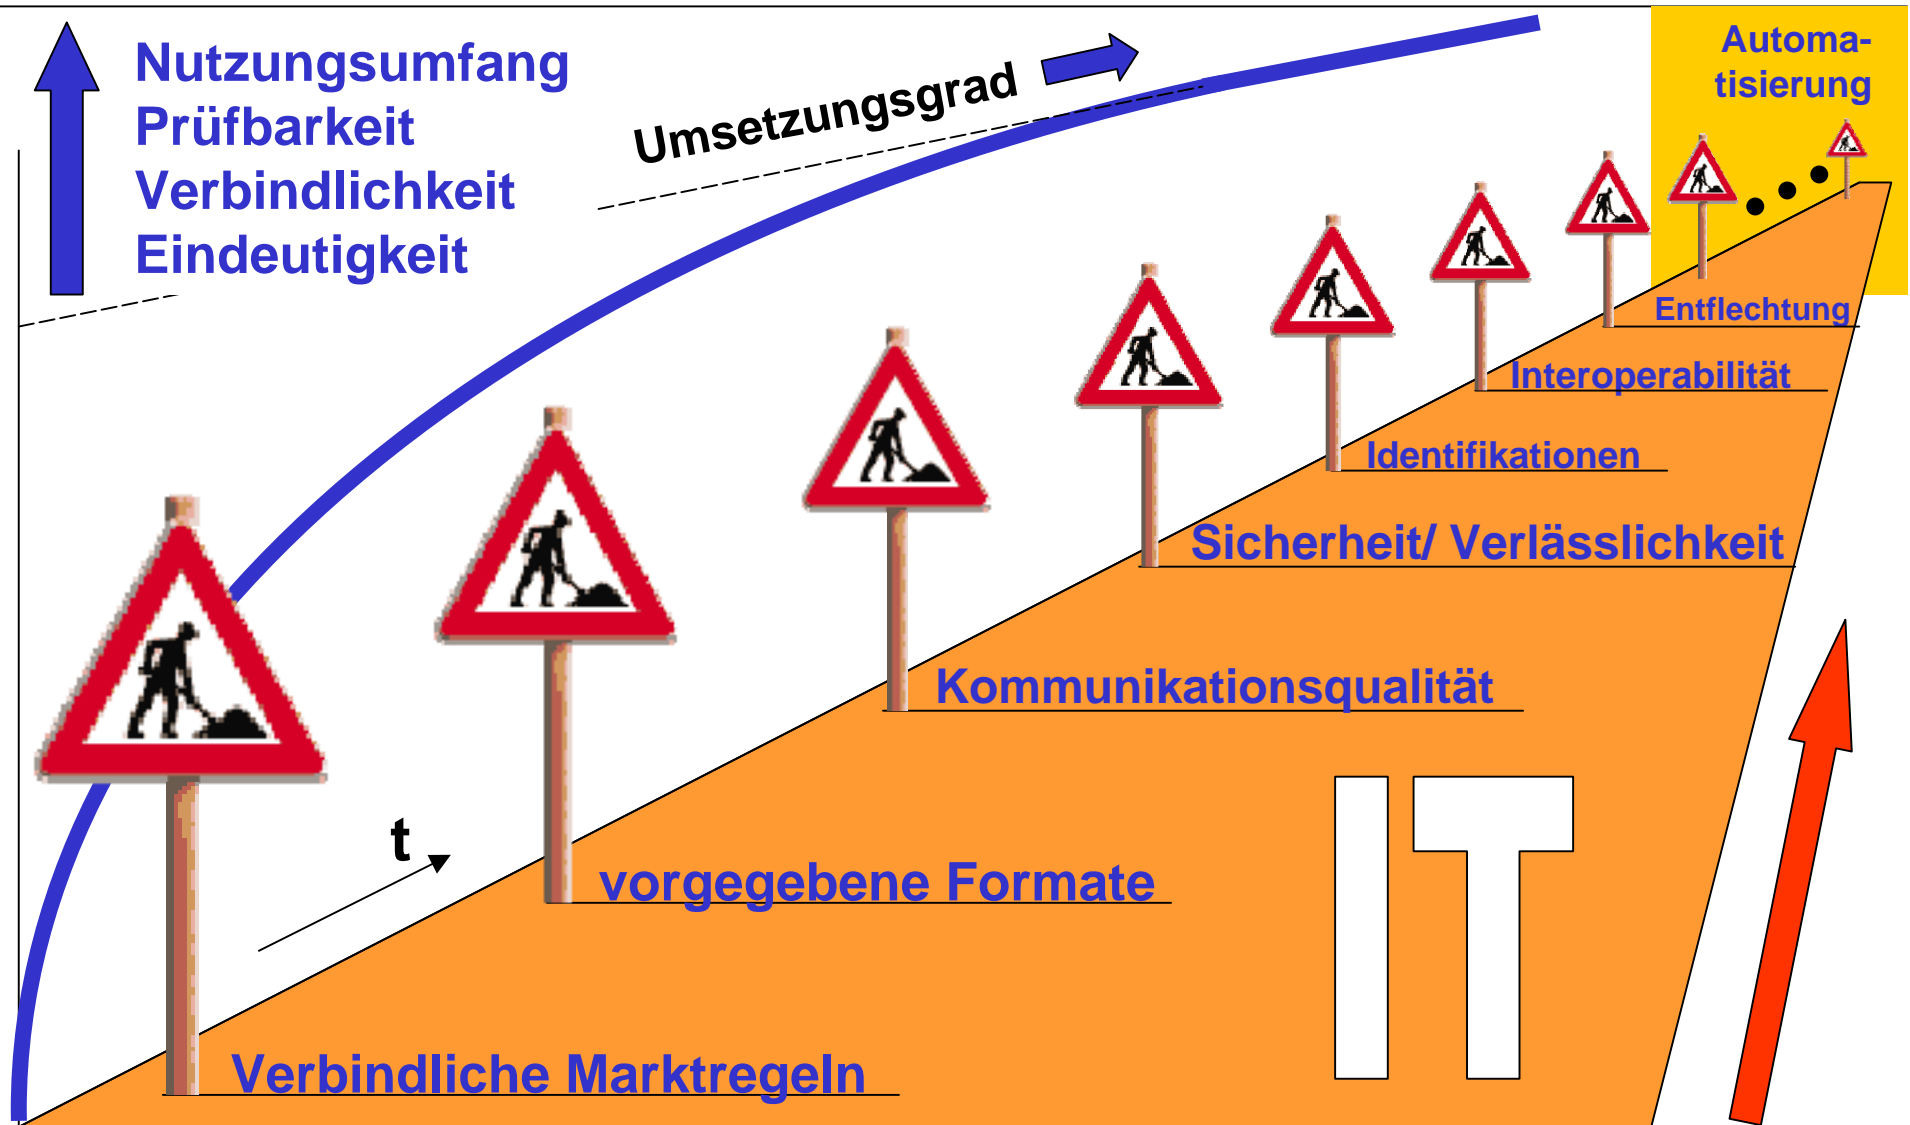 Nutzungsumfang
Prüfbarkeit
Verbindlichkeit
Eindeutigkeit
Umsetzungsgrad
Automa-
tisierung
Entflechtung
Interoperabilität
Identifikationen
Sicherheit/ Verlässlichkeit
Kommunikationsqualität
t
vorgegebene Formate
IT
Verbindliche Marktregeln